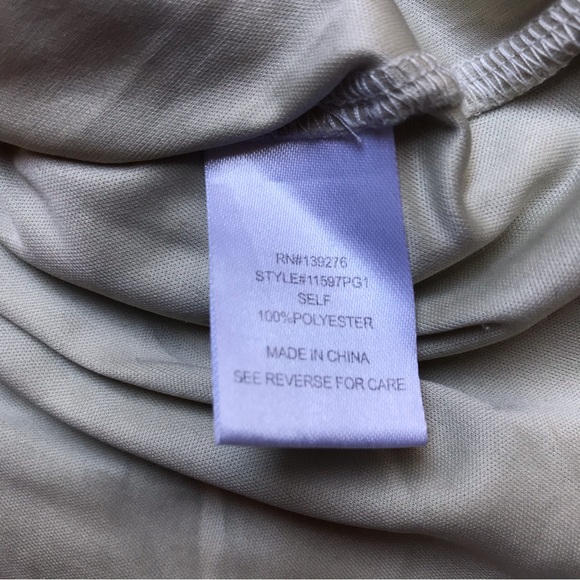 RN#139276
STYLE#11597PG1
SELF
100%POLYESTER
MADE IN CHINA
SEE REVERSE FOR CARE